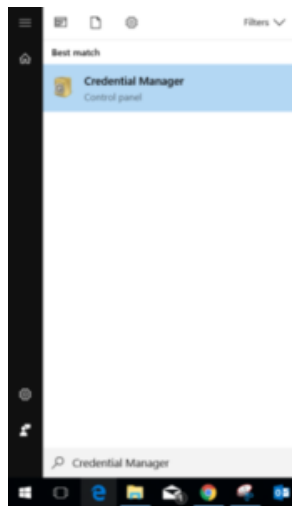 Filters
Best match
Credential Manager
Control panel
Credential Manager